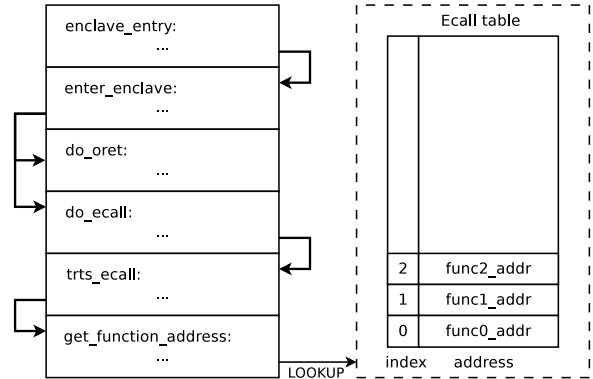 enclave_entry:
...
enter_enclave:
...
do_oret:
...
do_ecall:
...
trts_ecall:
...
get_function_address:
...
LOOKUP
Ecall table
2 func2_addr
1 func1_addr
0 func0_addr
index address